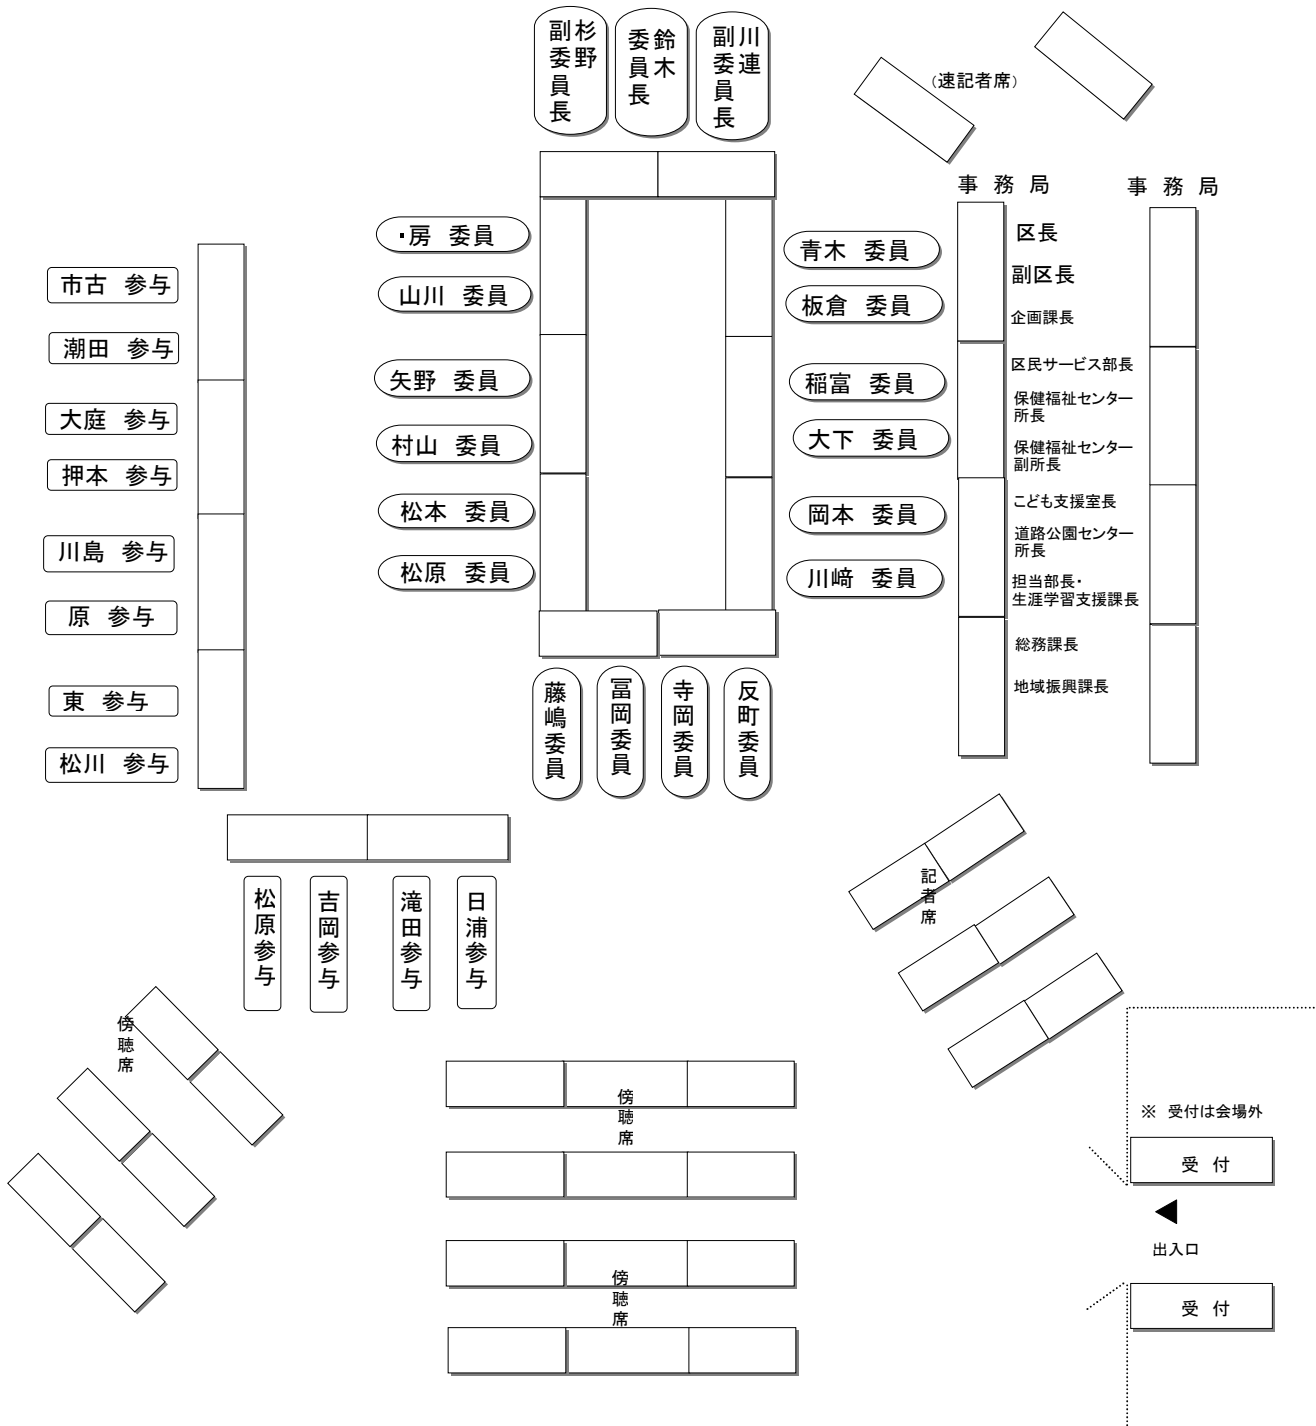 杉野
副委員長
鈴木
委員長
川連
副委員長
(速記者席)
事 務 局
事 務 局
・房 委員
山川 委員
矢野 委員
村山 委員
松本 委員
松原 委員
青木 委員
板倉 委員
稲富 委員
大下 委員
岡本 委員
川﨑 委員
区長
副区長
企画課長
区民サービス部長
保健福祉センター
所長
保健福祉センター
副所長
こども支援室長
道路公園センター
所長
担当部長・
生涯学習支援課長
総務課長
地域振興課長
市古 参与
潮田 参与
大庭 参与
押本 参与
川島 参与
原 参与
東 参与
松川 参与
藤嶋委員
冨岡委員
寺岡委員
反町委員
松原参与
吉岡参与
滝田参与
日浦参与
記者席
傍聴席
傍聴席
傍聴席
※ 受付は会場外
受 付
出入口
受 付